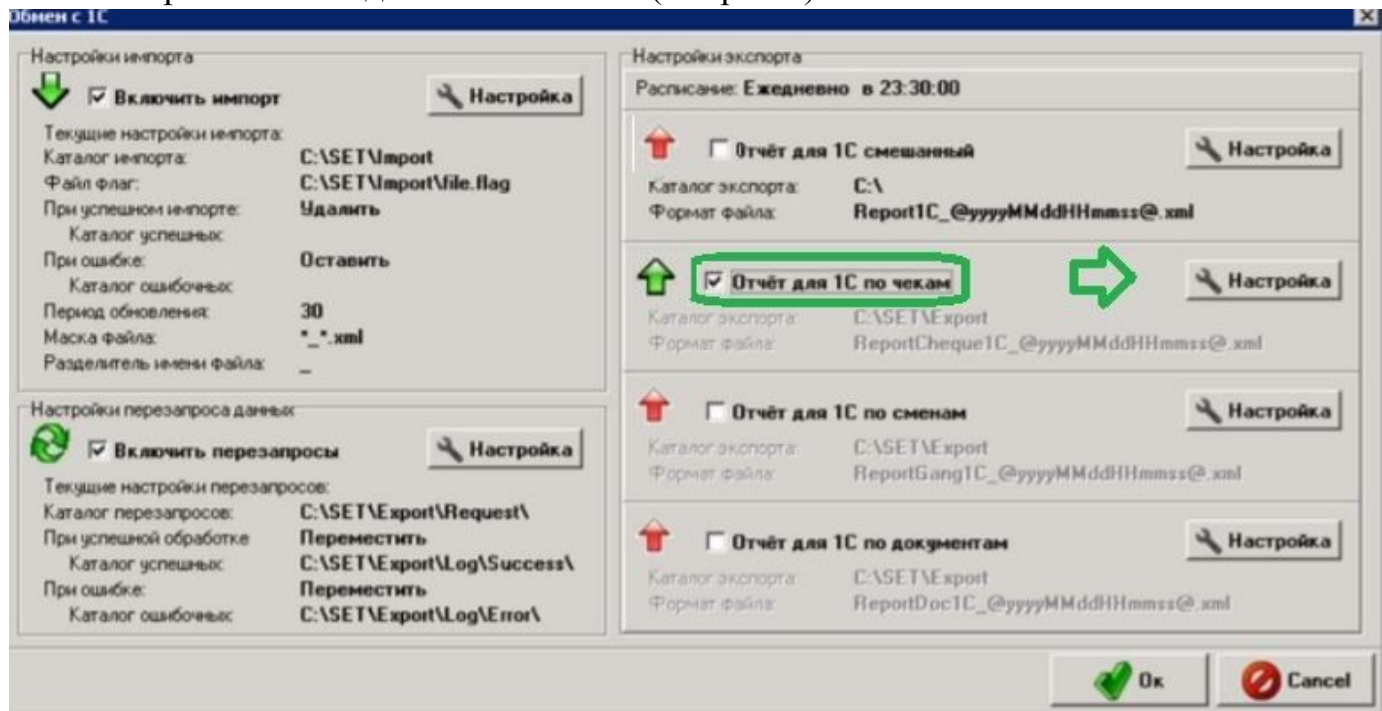 Обмен с 1С
Настройки импорта
Включить импорт
Настройка
Текущие настройки импорта:
Каталог импорта: C:\SET\Import
Файл флаг: C:\SET\Import\file.flag
При успешном импорте: Удалить
Каталог успешных:
При ошибке: Оставить
Каталог ошибочных:
Период обновления: 30
Маска файла: *_*.xml
Разделитель имени файла: _
Настройки перезапроса данных
Включить перезапросы
Настройка
Текущие настройки перезапросов:
Каталог перезапросов: C:\SET\Export\Request\
При успешной обработке Переместить
Каталог успешных: C:\SET\Export\Log\Success\
При ошибке: Переместить
Каталог ошибочных: C:\SET\Export\Log\Error\
Настройки экспорта
Расписание: Ежедневно в 23:30:00
Отчёт для 1С смешанный
Настройка
Каталог экспорта: C:\
Формат файла: Report1C_@yyyyMMddHHmmss@.xml
Отчёт для 1С по чекам
Настройка
Каталог экспорта: C:\SET\Export
Формат файла: ReportCheque1C_@yyyyMMddHHmmss@.xml
Отчёт для 1С по сменам
Настройка
Каталог экспорта: C:\SET\Export
Формат файла: ReportGang1C_@yyyyMMddHHmmss@.xml
Отчёт для 1С по документам
Настройка
Каталог экспорта: C:\SET\Export
Формат файла: ReportDoc1C_@yyyyMMddHHmmss@.xml
Ок
Cancel